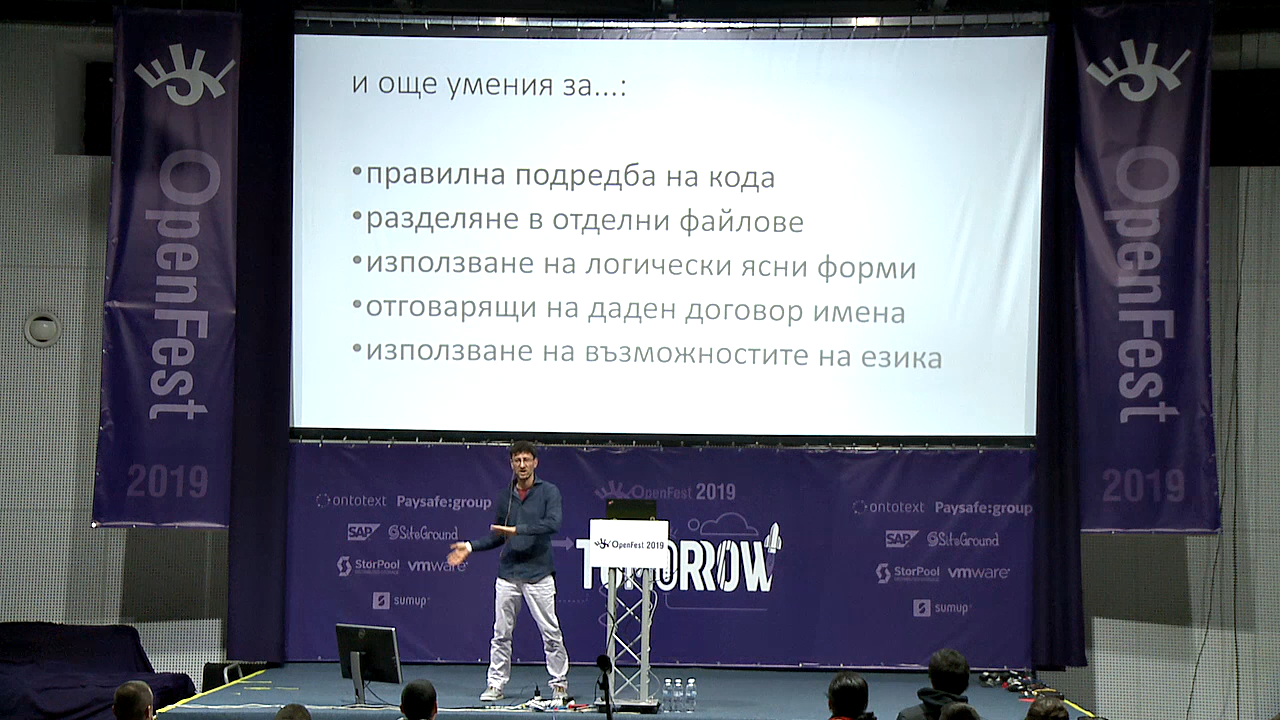 и още умения за...:
•правилна подредба на кода
•разделяне в отделни файлове
•използване на логически ясни форми
•отговарящи на даден договор имена
•използване на възможностите на езика
OpenFest
2019
OpenFest
2019
OpenFest 2019
ontotext Paysafe:group
SAP SiteGround
StorPool vmware
sumup
TOMORROW
OpenFest 2019
ontotext Paysafe:group
SAP SiteGround
StorPool vmware
sumup